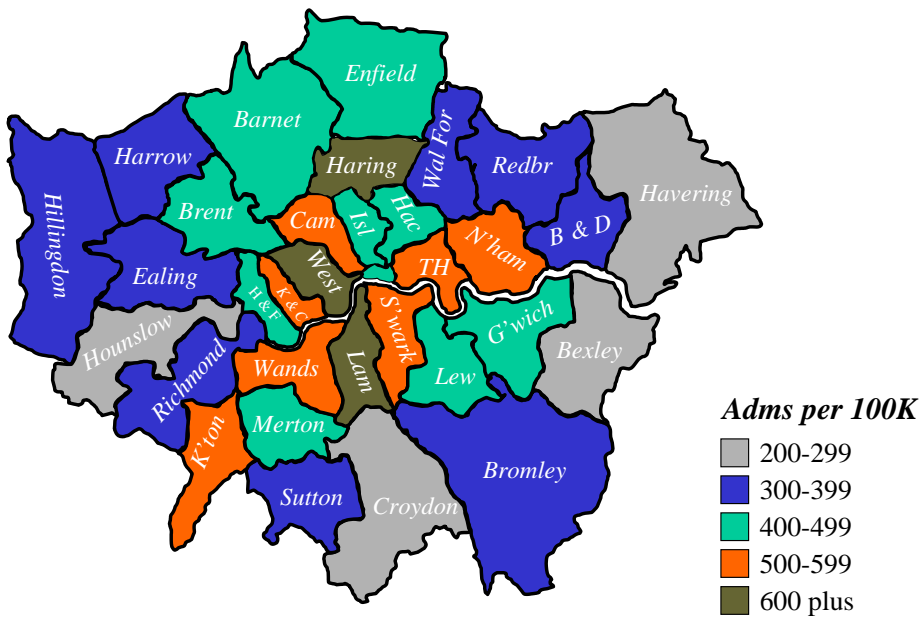 Enfield
Barnet
Haring
Wal For
Redbr
Havering
Harrow
Hillingdon
Brent
Cam
Isl
Hac
N'ham
B & D
Ealing
H & F
K & C
West
TH
S'wark
G'wich
Hounslow
Bexley
Richmond
Wands
Lam
Lew
K'ton
Merton
Sutton
Croydon
Bromley
Adms per 100K
200-299
300-399
400-499
500-599
600 plus